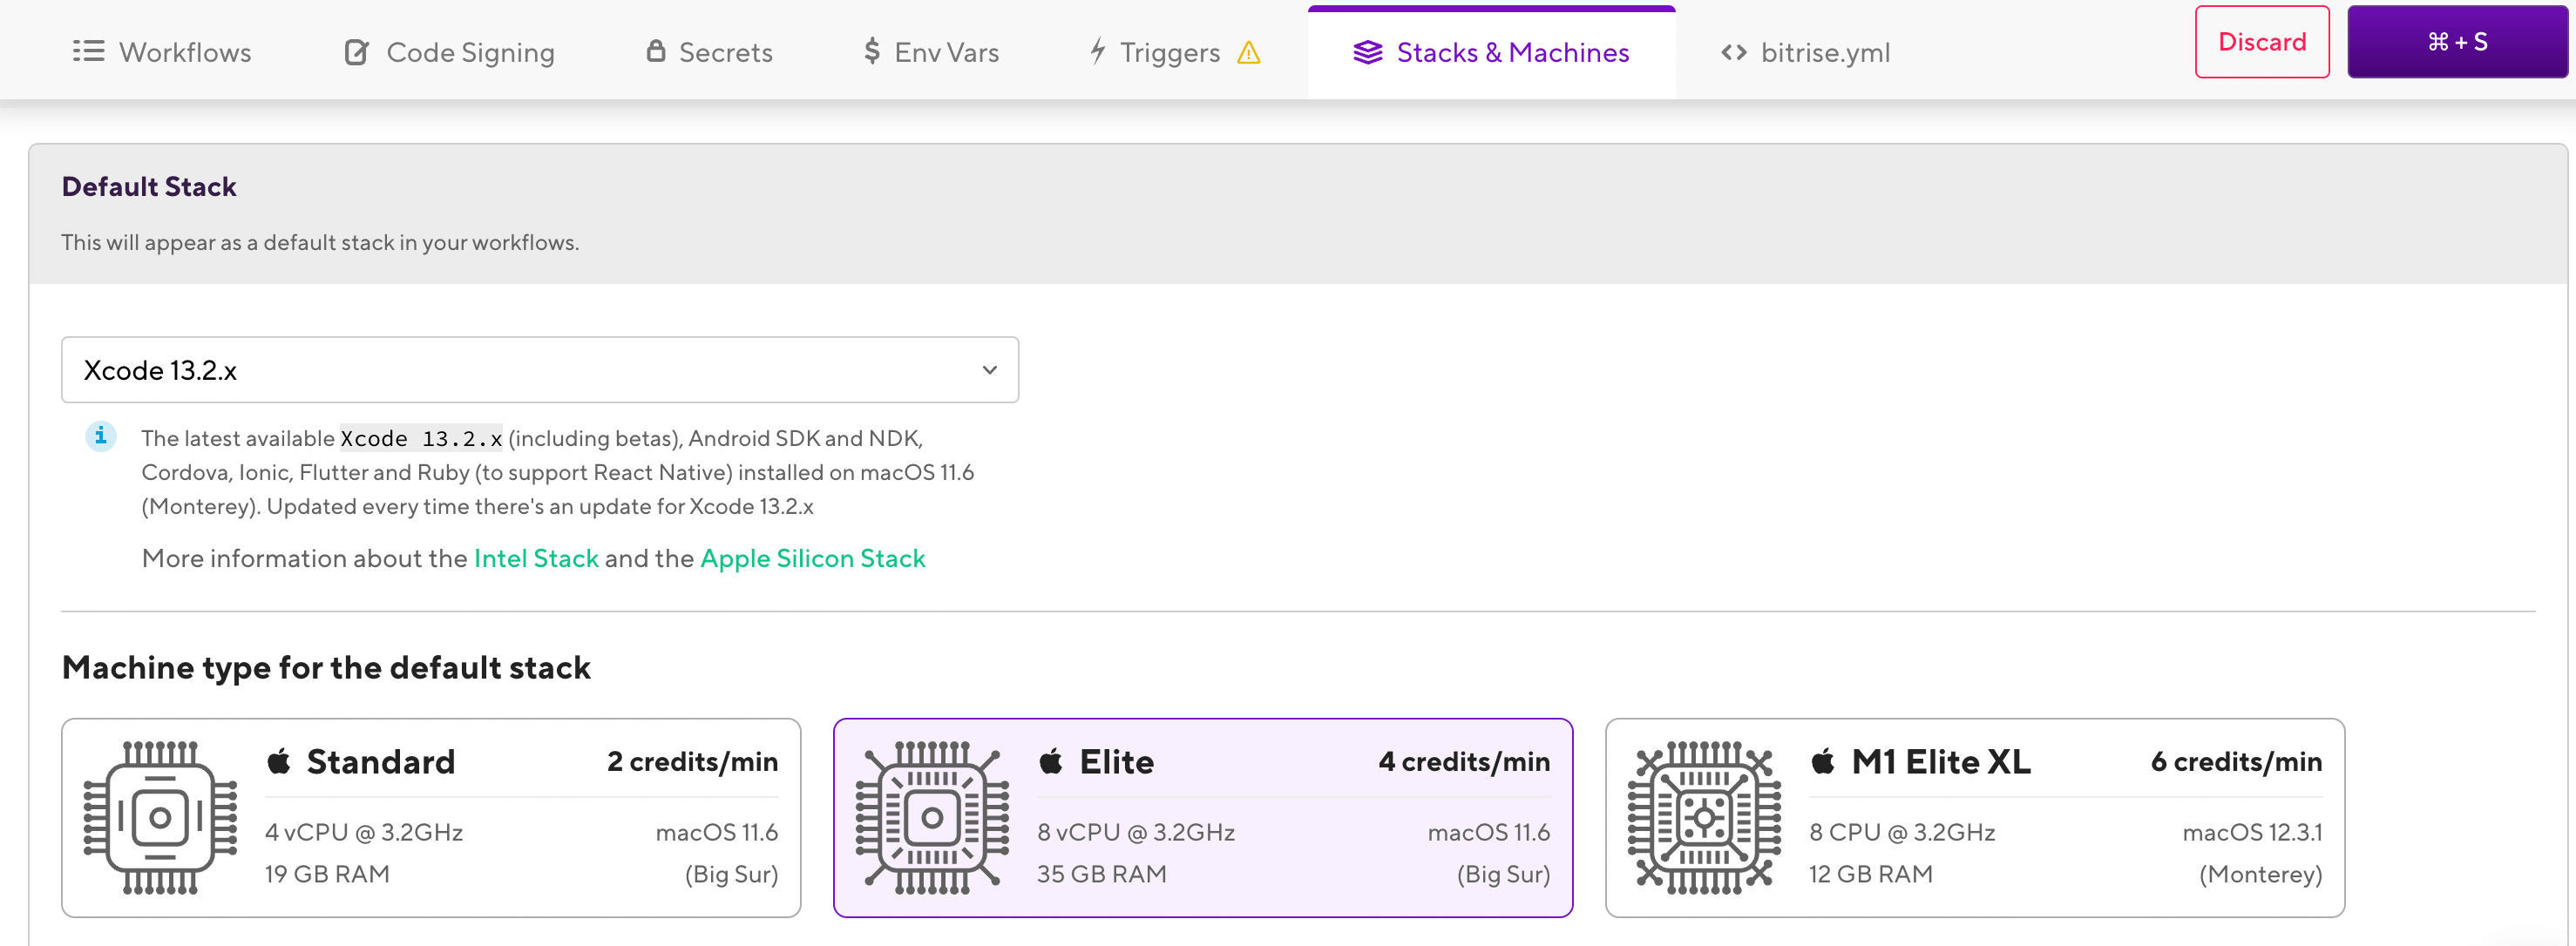 Workflows
Code Signing
Secrets
Env Vars
Triggers
Stacks & Machines
<> bitrise.yml
Discard
⌘ + S
Default Stack
This will appear as a default stack in your workflows.
Xcode 13.2.x
The latest available Xcode 13.2.x (including betas), Android SDK and NDK,
Cordova, Ionic, Flutter and Ruby (to support React Native) installed on macOS 11.6
(Monterey). Updated every time there's an update for Xcode 13.2.x
More information about the Intel Stack and the Apple Silicon Stack
Machine type for the default stack
Standard
2 credits/min
4 vCPU @ 3.2GHz
macOS 11.6
19 GB RAM
(Big Sur)
Elite
4 credits/min
8 vCPU @ 3.2GHz
macOS 11.6
35 GB RAM
(Big Sur)
M1 Elite XL
6 credits/min
8 CPU @ 3.2GHz
macOS 12.3.1
12 GB RAM
(Monterey)